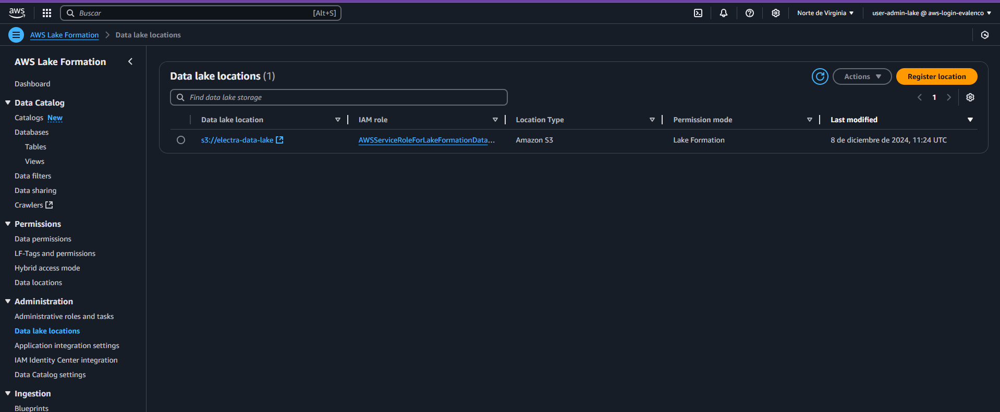 aws
Buscar
[Alt+S]
Norte de Virginia
user-admin-lake @ aws-login-evalenco
AWS Lake Formation
Data lake locations
AWS Lake Formation
Dashboard
Data Catalog
Catalogs New
Databases
Tables
Views
Data filters
Data sharing
Crawlers
Permissions
Data permissions
LF-Tags and permissions
Hybrid access mode
Data locations
Administration
Administrative roles and tasks
Data lake locations
Application integration settings
IAM Identity Center integration
Data Catalog settings
Ingestion
Blueprints
Data lake locations (1)
Actions
Register location
Find data lake storage
1
Data lake location IAM role Location Type Permission mode Last modified
s3://electra-data-lake AWSServiceRoleForLakeFormationData... Amazon S3 Lake Formation 8 de diciembre de 2024, 11:24 UTC